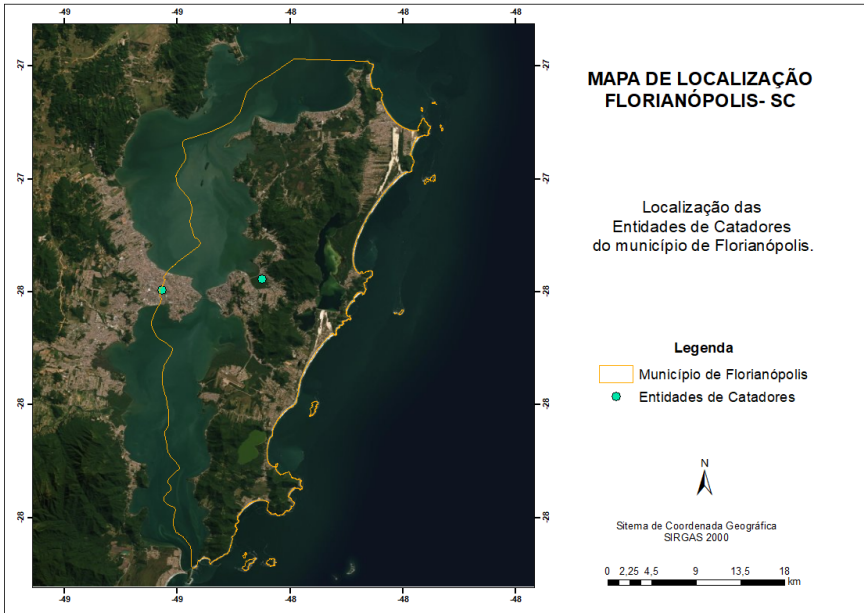 -49
-49
-48
-48
-48
MAPA DE LOCALIZAÇÃO
FLORIANÓPOLIS- SC
Localização das
Entidades de Catadores
do município de Florianópolis.
Legenda
Município de Florianópolis
Entidades de Catadores
N
Sitema de Coordenada Geográfica
SIRGAS 2000
0 2,25 4,5 9 13,5 18
km
-27
-27
-28
-28
-28
-27
-27
-28
-28
-28
-49
-49
-48
-48
-48